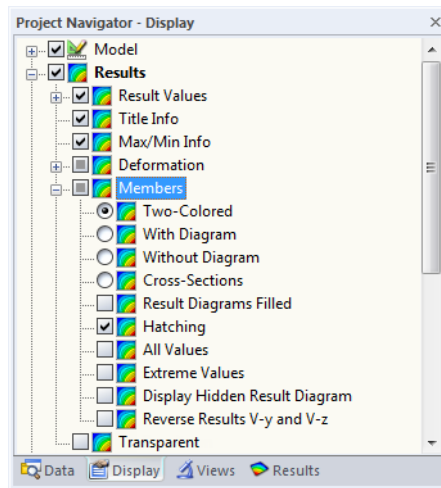 Project Navigator - Display
Model
Results
Result Values
Title Info
Max/Min Info
Deformation
Members
Two-Colored
With Diagram
Without Diagram
Cross-Sections
Result Diagrams Filled
Hatching
All Values
Extreme Values
Display Hidden Result Diagram
Reverse Results V-y and V-z
Transparent
Data Display Views Results